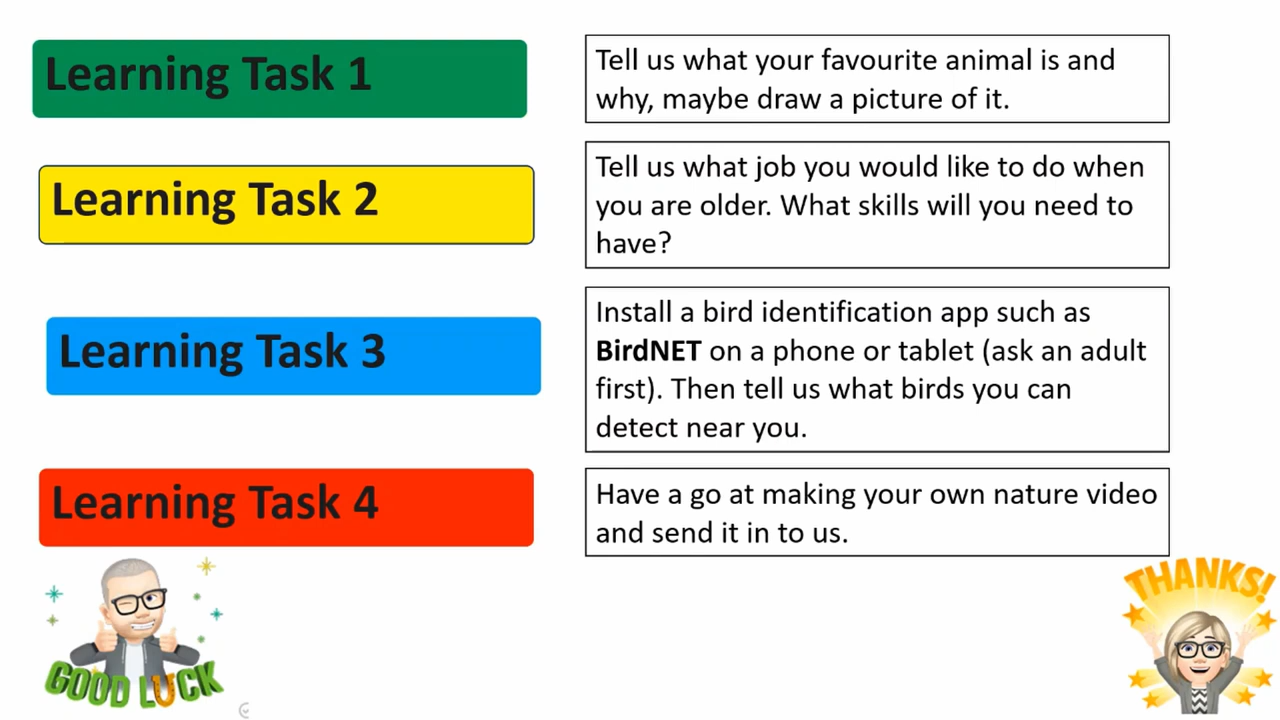 Learning Task 1
Tell us what your favourite animal is and
why, maybe draw a picture of it.
Learning Task 2
Tell us what job you would like to do when
you are older. What skills will you need to
have?
Learning Task 3
Install a bird identification app such as
BirdNET on a phone or tablet (ask an adult
first). Then tell us what birds you can
detect near you.
Learning Task 4
Have a go at making your own nature video
and send it in to us.
GOOD LUCK
THANKS!